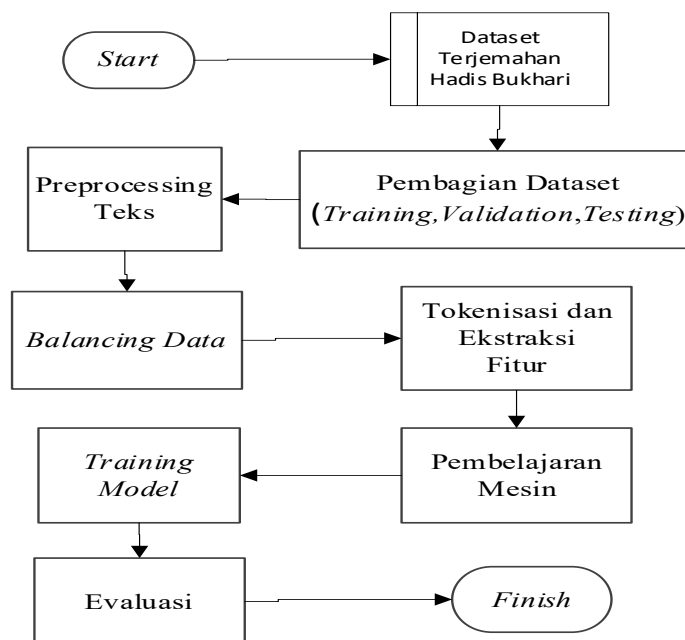 Start
Dataset
Terjemahan
Hadis Bukhari
Pembagian Dataset
(Training,Validation,Testing)
Preprocessing
Teks
Balancing Data
Tokenisasi dan
Ekstraksi
Fitur
Pembelajaran
Mesin
Training
Model
Evaluasi
Finish